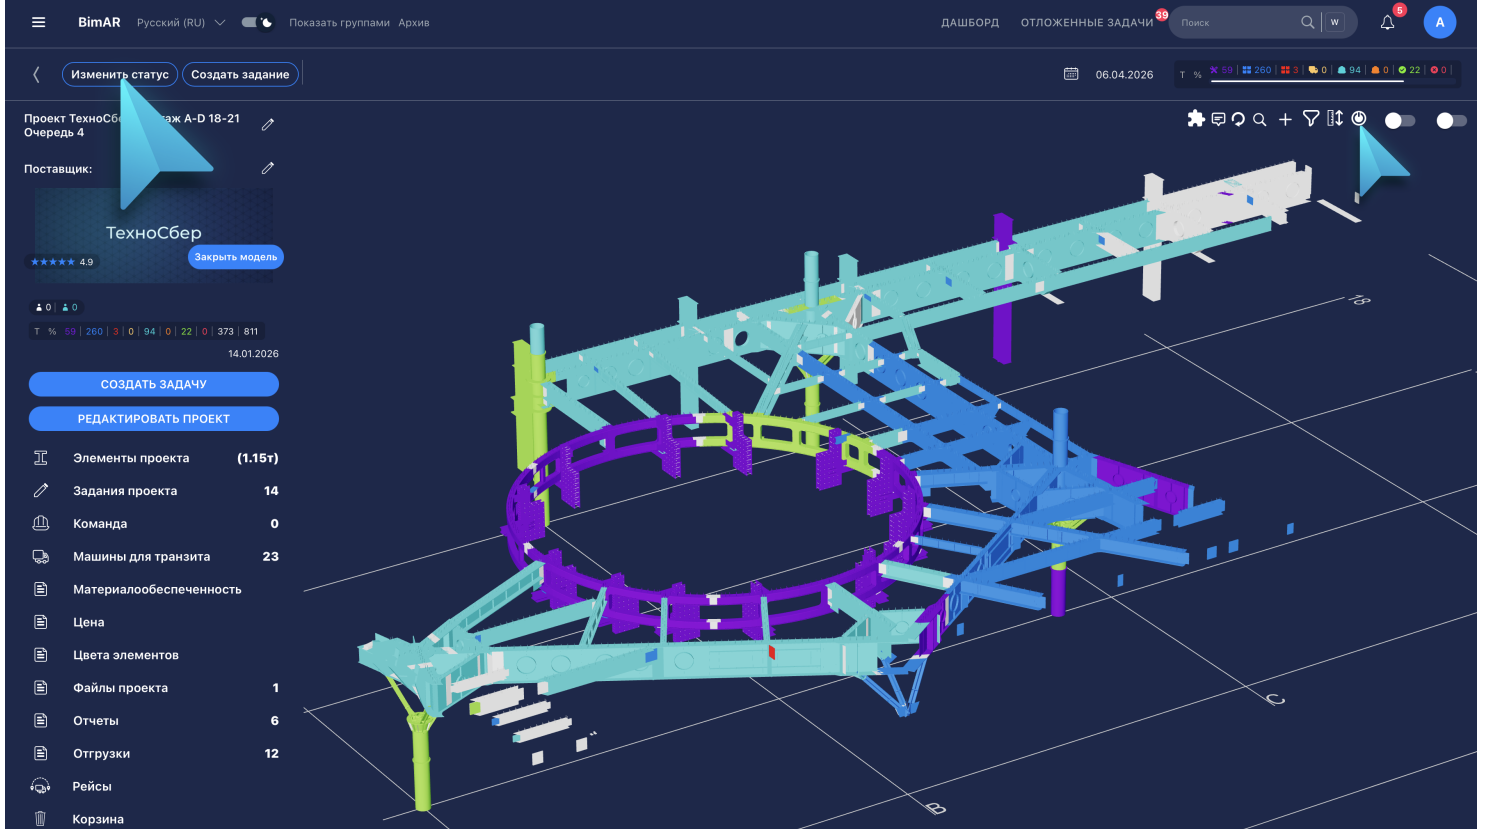 BimAR Русский (RU) Показать группами Архив ДАШБОРД ОТЛОЖЕННЫЕ ЗАДАЧИ 39 Поиск W 5 A
Изменить статус Создать задание 06.04.2026 T % 59 | 260 | 3 | 0 | 94 | 0 | 22 | 0 |
Проект ТехноСб аж A-D 18-21
Очередь 4
Поставщик:
ТехноСбер
Закрыть модель
★★★★★ 4.9
0 | 0
T % 59 | 260 | 3 | 0 | 94 | 0 | 22 | 0 | 373 | 811
14.01.2026
СОЗДАТЬ ЗАДАЧУ
РЕДАКТИРОВАТЬ ПРОЕКТ
Элементы проекта (1.15т)
Задания проекта 14
Команда 0
Машины для транзита 23
Материалообеспеченность
Цена
Цвета элементов
Файлы проекта 1
Отчеты 6
Отгрузки 12
Рейсы
Корзина
18
C
B